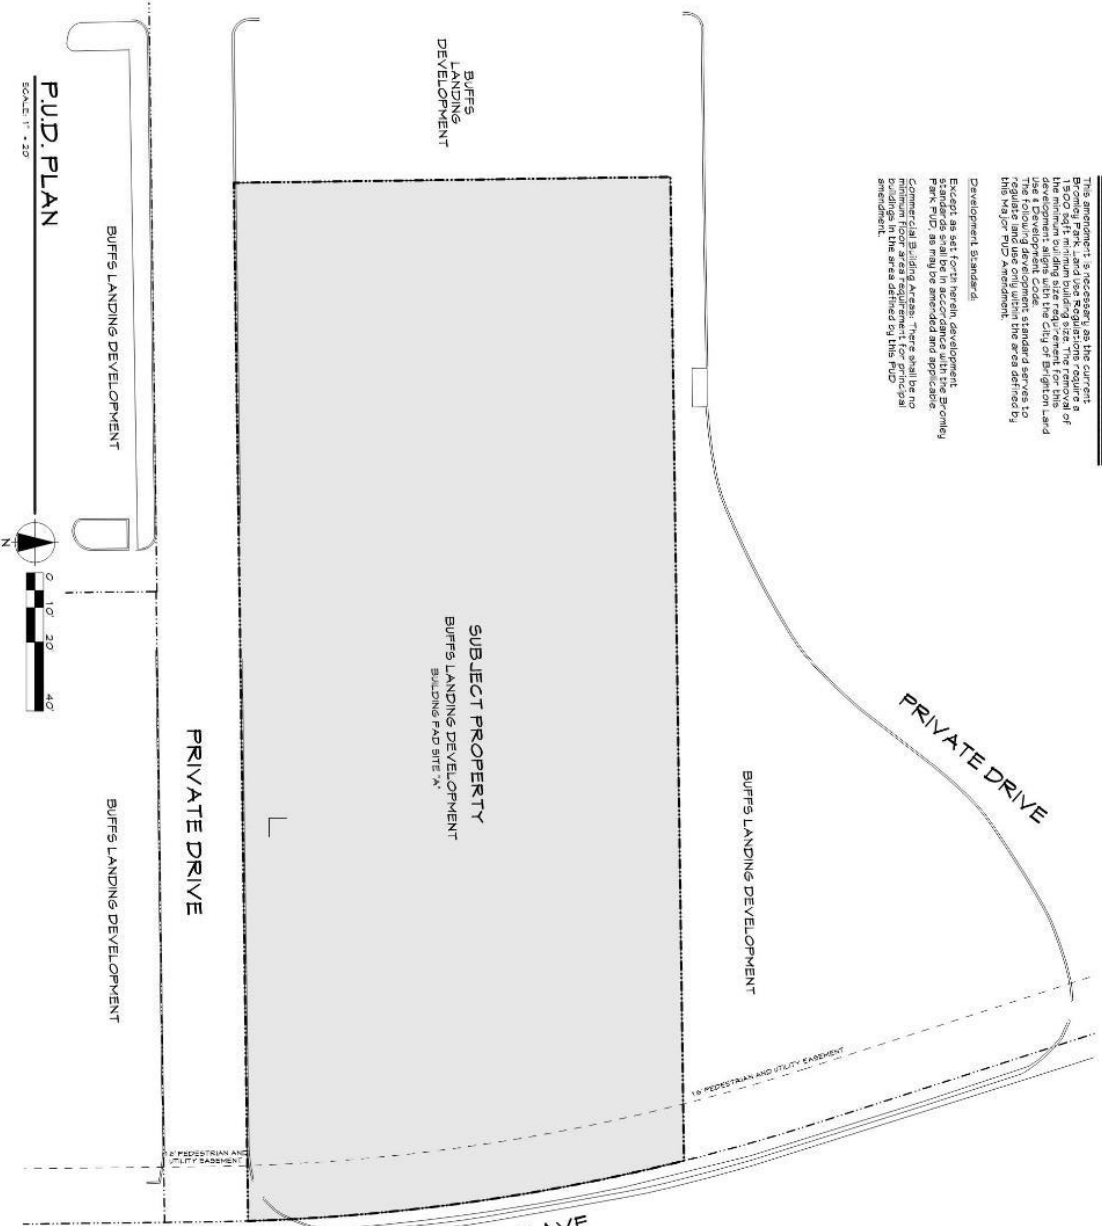 This amendment is necessary as the current
Bromley Park Land Use Regulations require a
1500 sqft minimum building size. The removal of
the minimum building size requirement for this
development aligns with the City of Brighton Land
Use & Development Code.
The following development standard serves to
regulate land use only within the area defined by
this Major PUD Amendment.
Development Standard:
Except as set forth herein, development
standards shall be in accordance with the Bromley
Park PUD, as may be amended and applicable.
Commercial Building Areas: There shall be no
minimum floor area requirement for principal
buildings in the area defined by this PUD
amendment.
PRIVATE DRIVE
BUFFS LANDING DEVELOPMENT
16' PEDESTRIAN AND UTILITY EASEMENT
BUFFS
LANDING
DEVELOPMENT
SUBJECT PROPERTY
BUFFS LANDING DEVELOPMENT
BUILDING PAD SITE "A"
PRIVATE DRIVE
PEDESTRIAN AND
UTILITY EASEMENT
AVE
BUFFS LANDING DEVELOPMENT
BUFFS LANDING DEVELOPMENT
P.U.D. PLAN
SCALE: 1" = 20'
N
0 10' 20' 40'